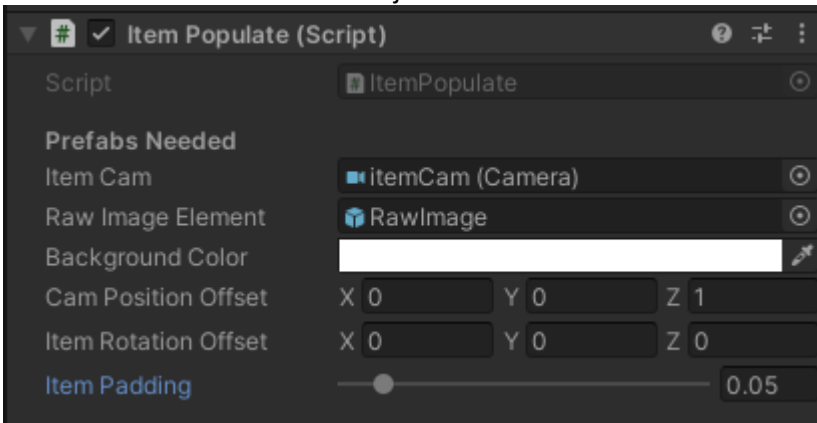 Item Populate (Script)
Script ItemPopulate
Prefabs Needed
Item Cam itemCam (Camera)
Raw Image Element RawImage
Background Color
Cam Position Offset X 0 Y 0 Z 1
Item Rotation Offset X 0 Y 0 Z 0
Item Padding 0.05